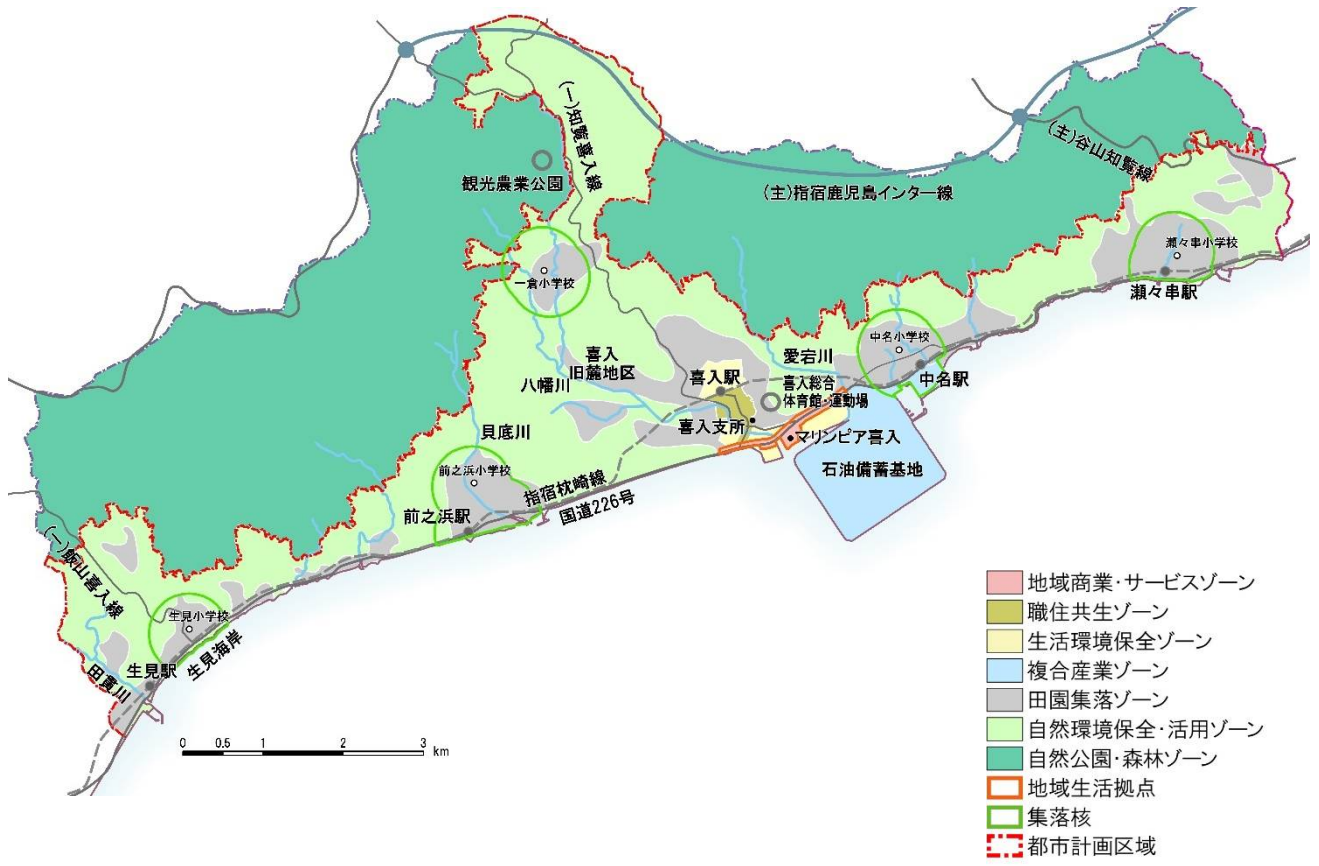 (一)知覧喜入線
(主)谷山知覧線
観光農業公園
(主)指宿鹿児島インター線
瀬々串小学校
一倉小学校
瀬々串駅
中名小学校
喜入
旧麓地区
愛宕川
八幡川
喜入駅
喜入総合
体育館・運動場
中名駅
喜入支所
マリンピア喜入
貝底川
石油備蓄基地
前之浜小学校
指宿枕崎線
国道226号
前之浜駅
(一)飯山喜入線
生見小学校
生見海岸
生見駅
田貫川
0 0.5 1 2 3 km
地域商業・サービスゾーン
職住共生ゾーン
生活環境保全ゾーン
複合産業ゾーン
田園集落ゾーン
自然環境保全・活用ゾーン
自然公園・森林ゾーン
地域生活拠点
集落核
都市計画区域